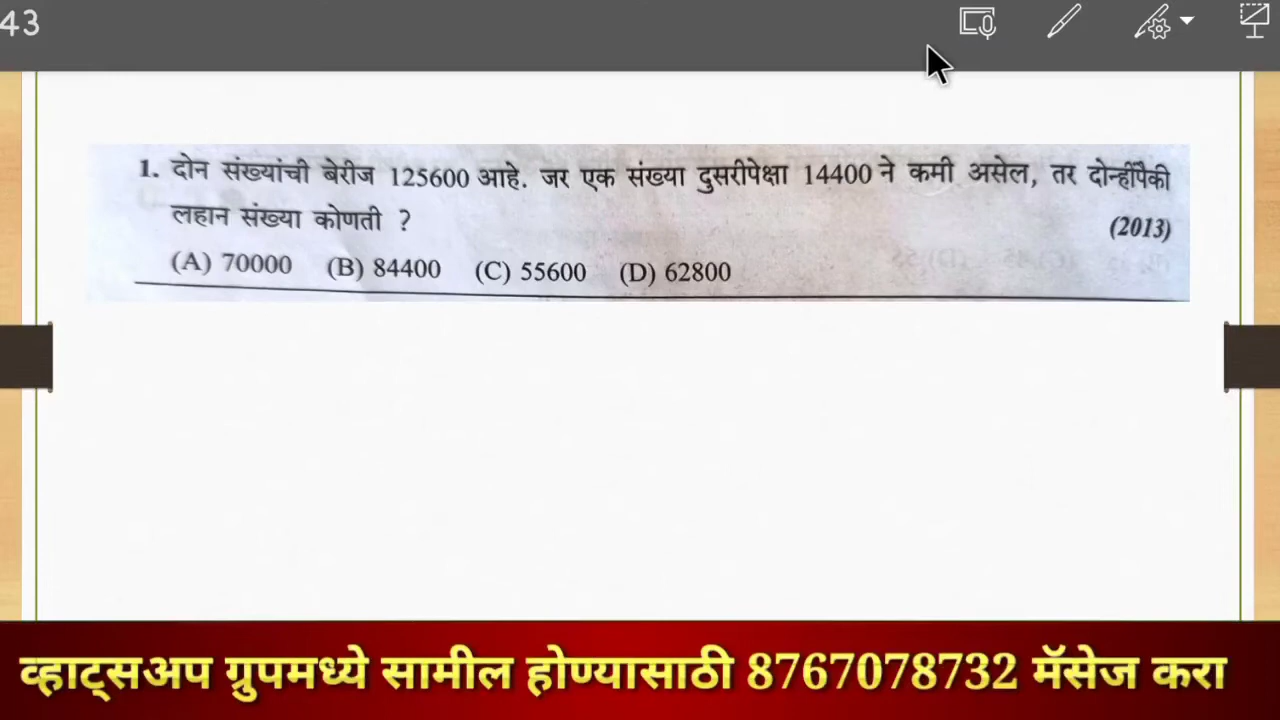 43
1. दोन संख्यांची बेरीज 125600 आहे. जर एक संख्या दुसरीपेक्षा 14400 ने कमी असेल, तर दोन्हींपैकी
लहान संख्या कोणती ? (2013)
(A) 70000 (B) 84400 (C) 55600 (D) 62800
व्हाट्सअप ग्रुपमध्ये सामील होण्यासाठी 8767078732 मॅसेज करा